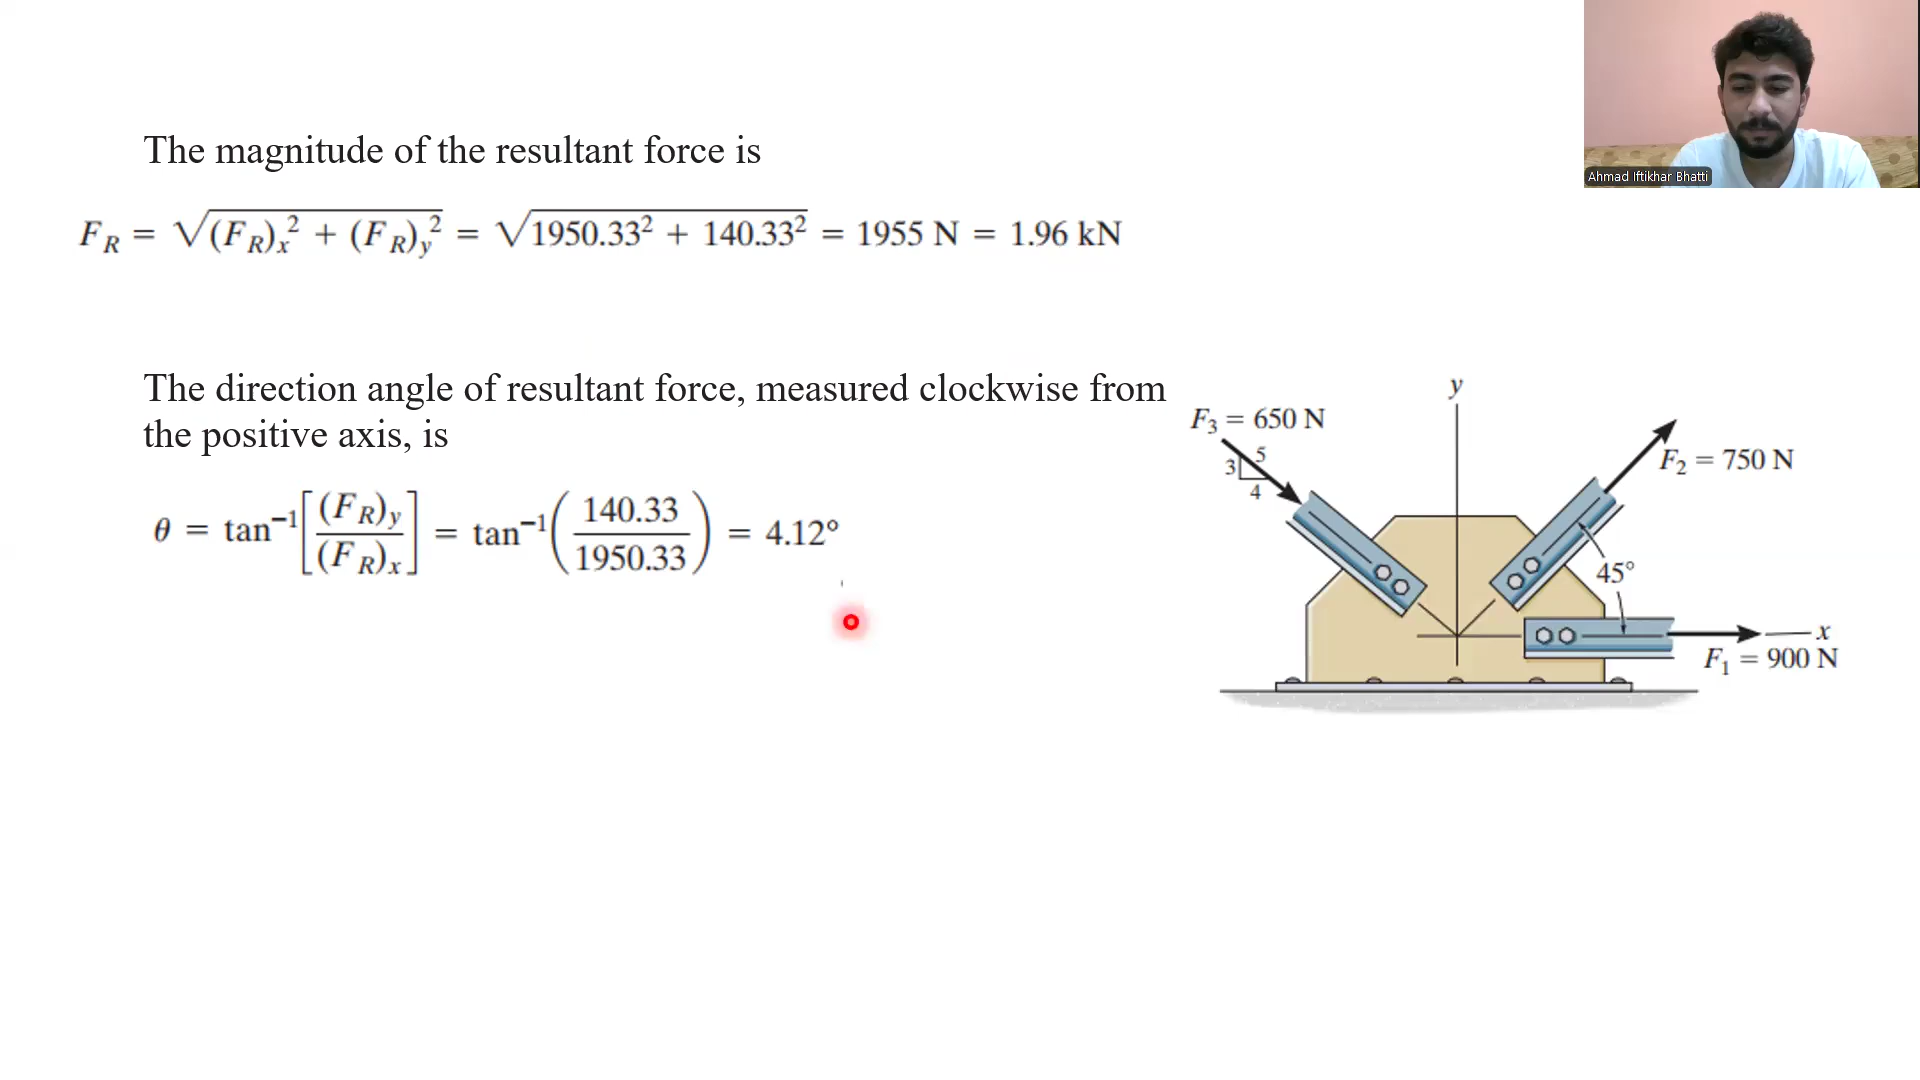 Ahmad Iftikhar Bhatti
The magnitude of the resultant force is
F_R = √((F_R)_x² + (F_R)_y²) = √(1950.33² + 140.33²) = 1955 N = 1.96 kN
The direction angle of resultant force, measured clockwise from
the positive axis, is
θ = tan⁻¹[(F_R)_y / (F_R)_x] = tan⁻¹(140.33 / 1950.33) = 4.12°
y
F₃ = 650 N
5
3
4
F₂ = 750 N
45°
x
F₁ = 900 N